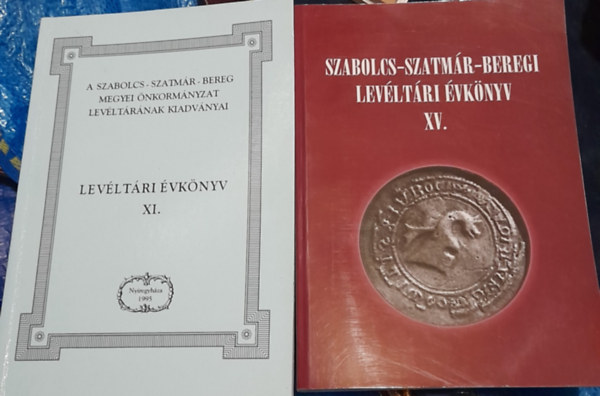 A SZABOLCS - SZATMÁR - BEREG
MEGYEI ÖNKORMÁNYZAT
LEVÉLTÁRÁNAK KIADVÁNYAI
LEVÉLTÁRI ÉVKÖNYV
XI.
Nyíregyháza
1995
SZABOLCS-SZATMÁR-BEREGI
LEVÉLTÁRI ÉVKÖNYV
XV.